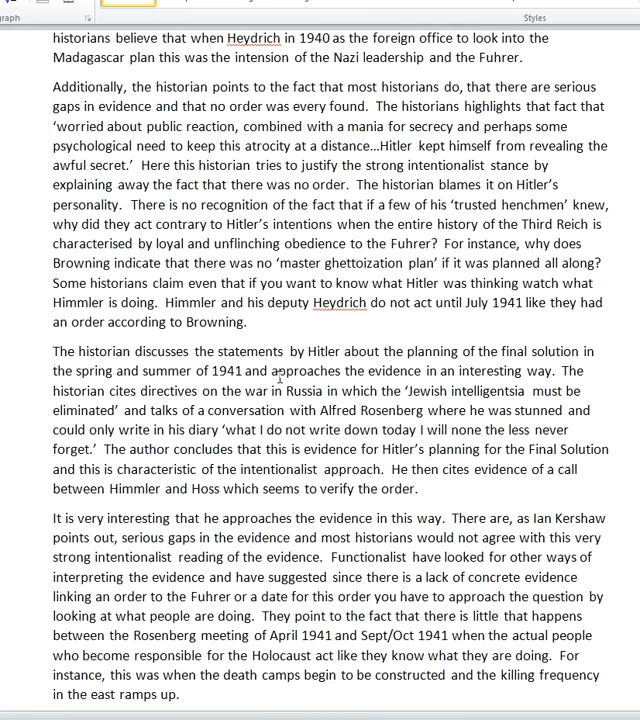 graph
Styles
historians believe that when Heydrich in 1940 as the foreign office to look into the
Madagascar plan this was the intension of the Nazi leadership and the Fuhrer.
Additionally, the historian points to the fact that most historians do, that there are serious
gaps in evidence and that no order was every found.  The historians highlights that fact that
‘worried about public reaction, combined with a mania for secrecy and perhaps some
psychological need to keep this atrocity at a distance...Hitler kept himself from revealing the
awful secret.’  Here this historian tries to justify the strong intentionalist stance by
explaining away the fact that there was no order.  The historian blames it on Hitler’s
personality.  There is no recognition of the fact that if a few of his ‘trusted henchmen’ knew,
why did they act contrary to Hitler’s intentions when the entire history of the Third Reich is
characterised by loyal and unflinching obedience to the Fuhrer?  For instance, why does
Browning indicate that there was no ‘master ghettoization plan’ if it was planned all along?
Some historians claim even that if you want to know what Hitler was thinking watch what
Himmler is doing.  Himmler and his deputy Heydrich do not act until July 1941 like they had
an order according to Browning.
The historian discusses the statements by Hitler about the planning of the final solution in
the spring and summer of 1941 and approaches the evidence in an interesting way.  The
historian cites directives on the war in Russia in which the ‘Jewish intelligentsia  must be
eliminated’ and talks of a conversation with Alfred Rosenberg where he was stunned and
could only write in his diary ‘what I do not write down today I will none the less never
forget.’  The author concludes that this is evidence for Hitler’s planning for the Final Solution
and this is characteristic of the intentionalist approach.  He then cites evidence of a call
between Himmler and Hoss which seems to verify the order.
It is very interesting that he approaches the evidence in this way.  There are, as Ian Kershaw
points out, serious gaps in the evidence and most historians would not agree with this very
strong intentionalist  reading of the evidence.  Functionalist have looked for other ways of
interpreting the evidence and have suggested since there is a lack of concrete evidence
linking an order to the Fuhrer or a date for this order you have to approach the question by
looking at what people are doing.  They point to the fact that there is little that happens
between the Rosenberg meeting of April 1941 and Sept/Oct 1941 when the actual people
who become responsible for the Holocaust act like they know what they are doing.  For
instance, this was when the death camps begin to be constructed and the killing frequency
in the east ramps up.